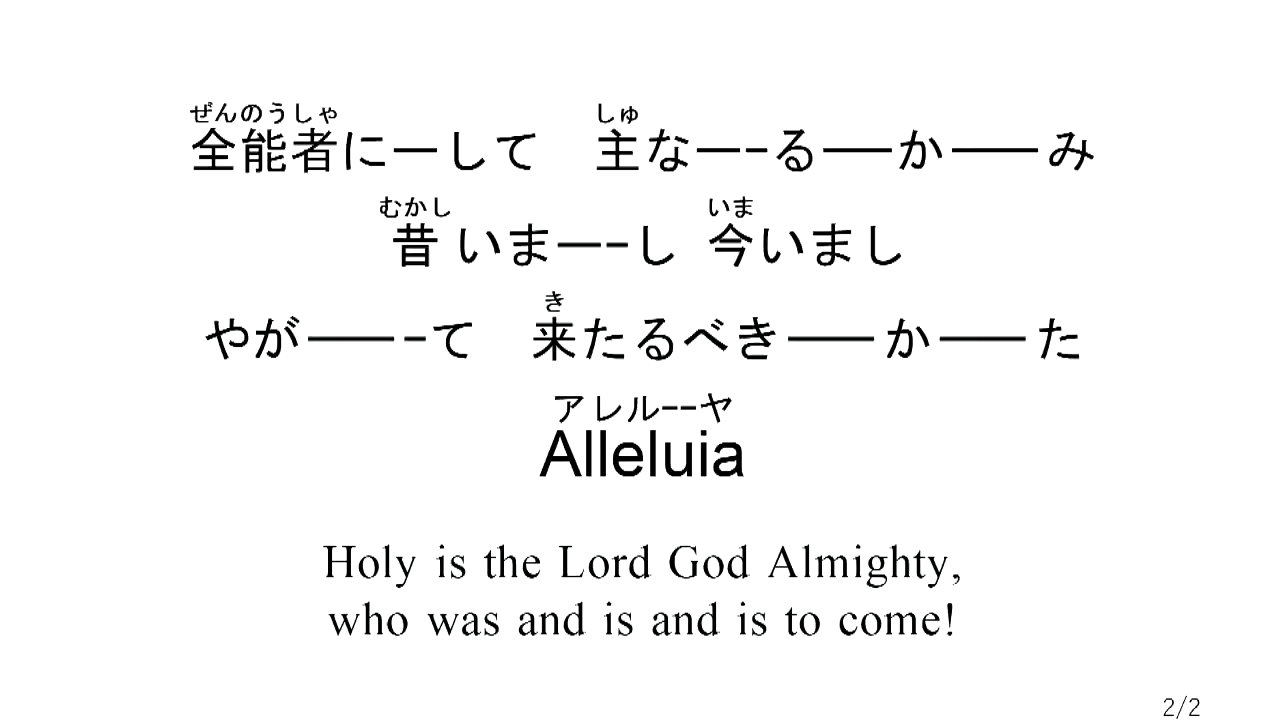 ぜんのうしゃ しゅ
全能者に—して 主な—-る——か——み
むかし いま
昔 いま—-し 今いまし
き
やが——-て 来たるべき——か——た
アレル--ヤ
Alleluia
Holy is the Lord God Almighty,
who was and is and is to come!
2/2